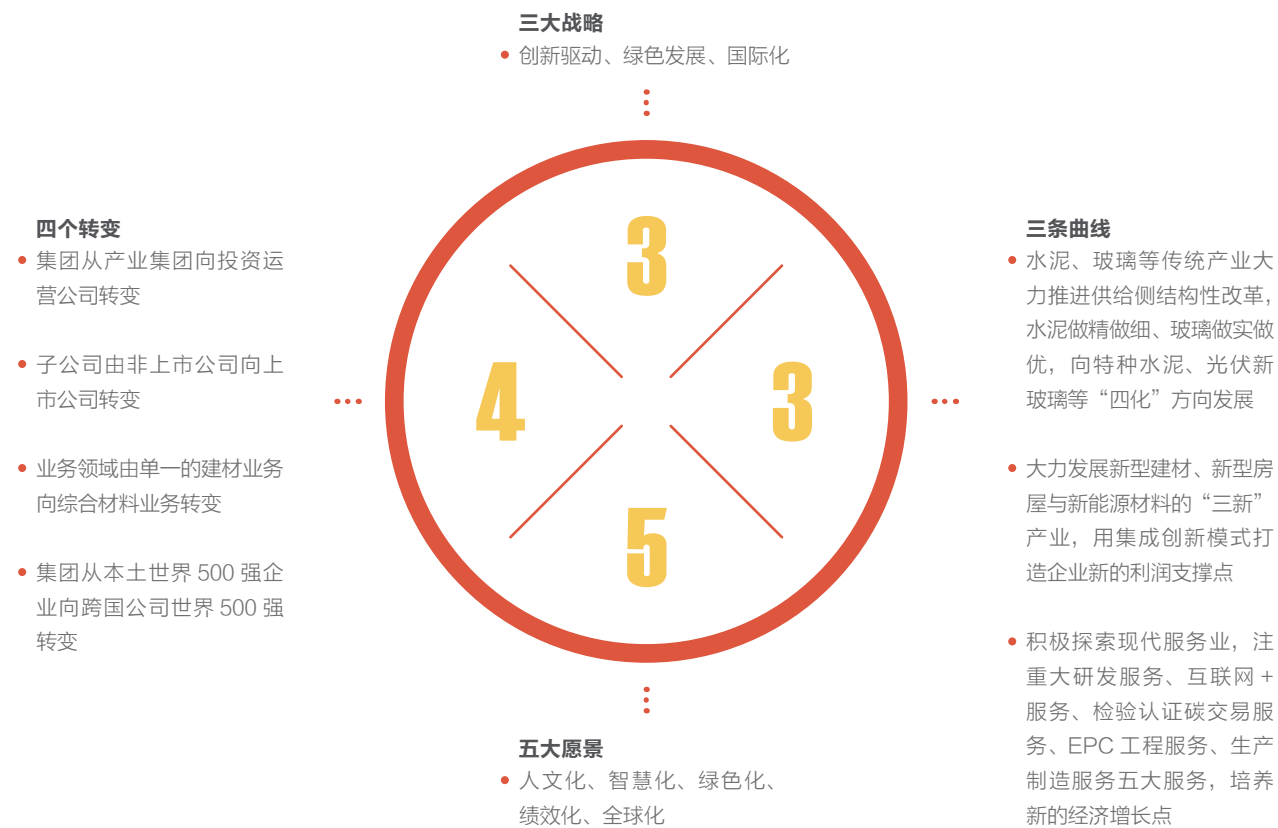 三大战略
创新驱动、绿色发展、国际化
四个转变
集团从产业集团向投资运
营公司转变
子公司由非上市公司向上
市公司转变
业务领域由单一的建材业务
向综合材料业务转变
集团从本土世界 500 强企
业向跨国公司世界 500 强
转变
3
4
3
5
三条曲线
水泥、玻璃等传统产业大
力推进供给侧结构性改革，
水泥做精做细、玻璃做实做
优，向特种水泥、光伏新
玻璃等“四化”方向发展
大力发展新型建材、新型房
屋与新能源材料的“三新”
产业，用集成创新模式打
造企业新的利润支撑点
积极探索现代服务业，注
重大研发服务、互联网 +
服务、检验认证碳交易服
务、EPC 工程服务、生产
制造服务五大服务，培养
新的经济增长点
五大愿景
人文化、智慧化、绿色化、
绩效化、全球化